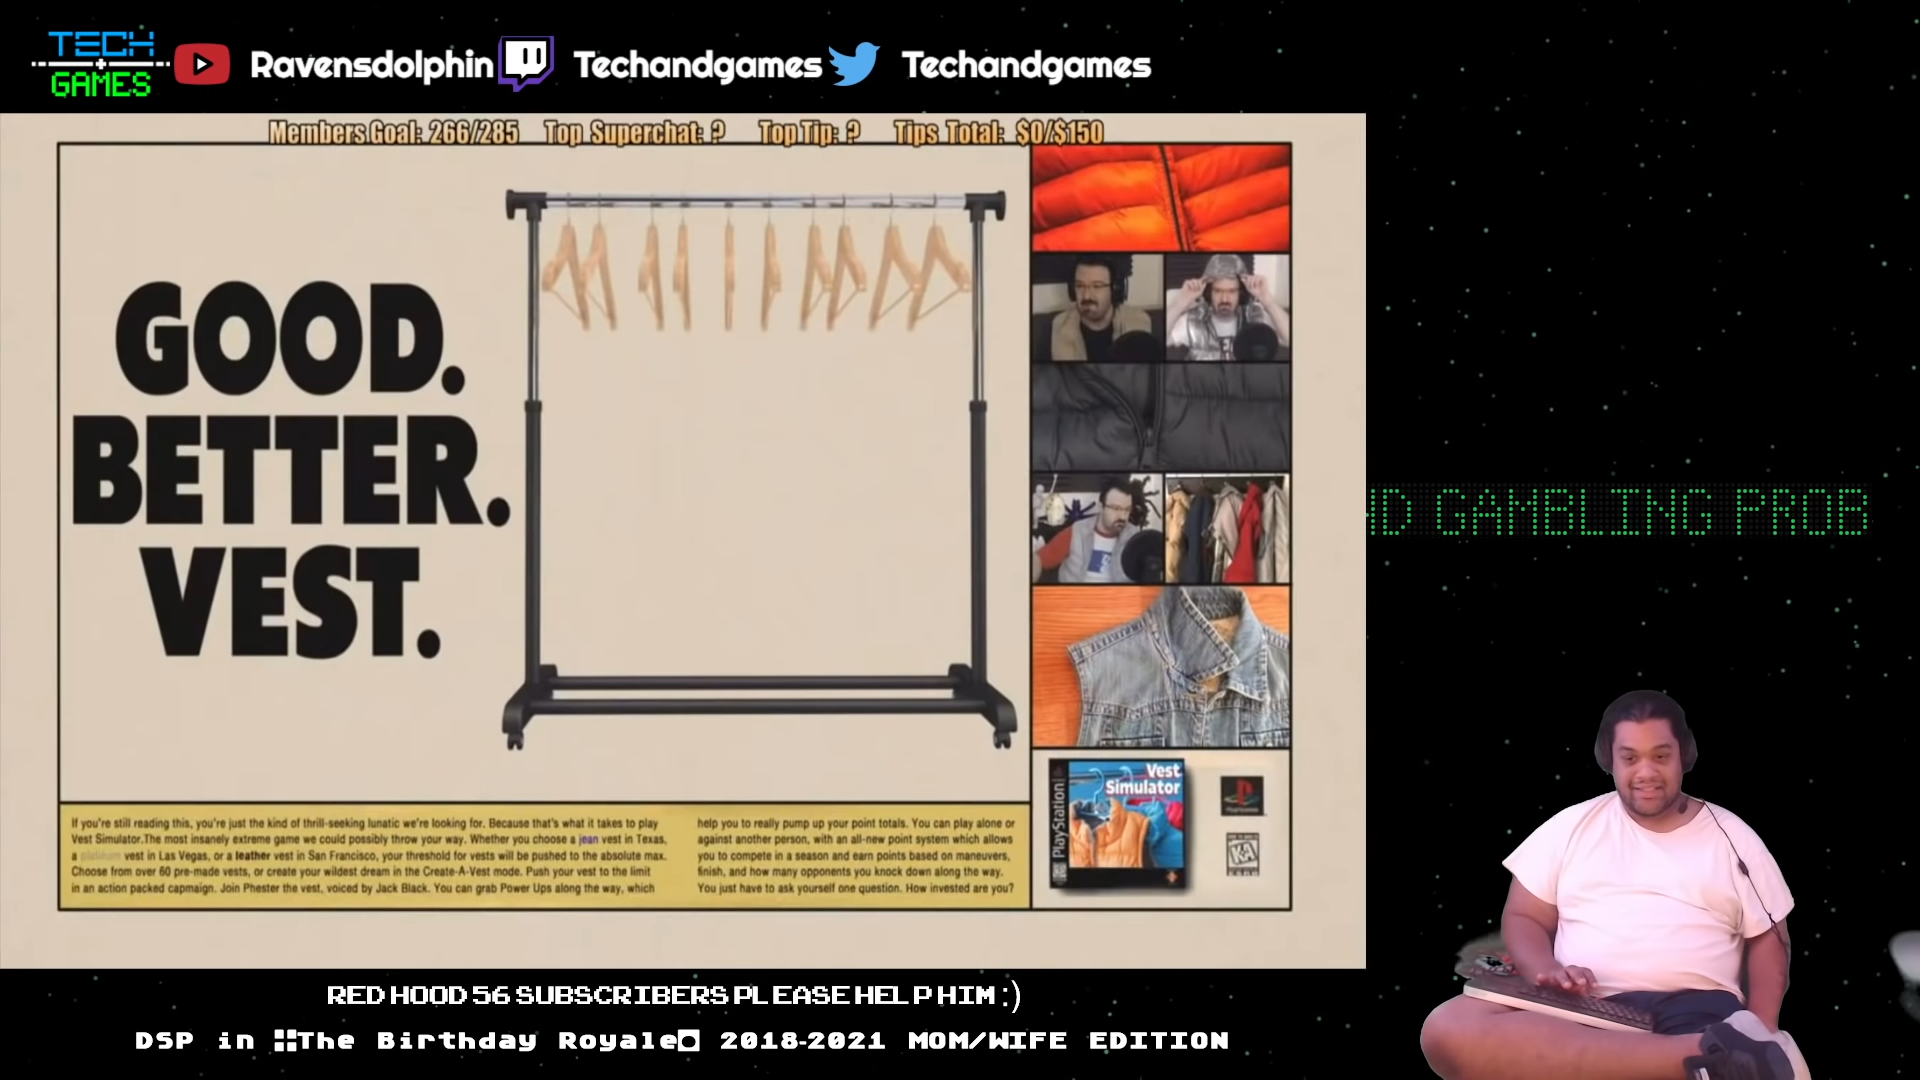 TECH
GAMES
Ravensdolphin Techandgames Techandgames
Members Goal: 266/285 Top Superchat: ? Top Tip: ? Tips Total: $0/$150
GOOD.
BETTER.
VEST.
GAMBLING PROB
Vest
Simulator
PlayStation
KA
If you're still reading this, you're just the kind of thrill-seeking lunatic we're looking for. Because that's what it takes to play
Vest Simulator.The most insanely extreme game we could possibly throw your way. Whether you choose a jean vest in Texas,
a platinum vest in Las Vegas, or a leather vest in San Francisco, your threshold for vests will be pushed to the absolute max.
Choose from over 60 pre-made vests, or create your wildest dream in the Create-A-Vest mode. Push your vest to the limit
in an action packed capmaign. Join Phester the vest, voiced by Jack Black. You can grab Power Ups along the way, which
help you to really pump up your point totals. You can play alone or
against another person, with an all-new point system which allows
you to compete in a season and earn points based on maneuvers,
finish, and how many opponents you knock down along the way.
You just have to ask yourself one question. How invested are you?
RED HOOD 56 SUBSCRIBERS PLEASE HELP HIM :)
DSP in The Birthday Royale 2018-2021 MOM/WIFE EDITION